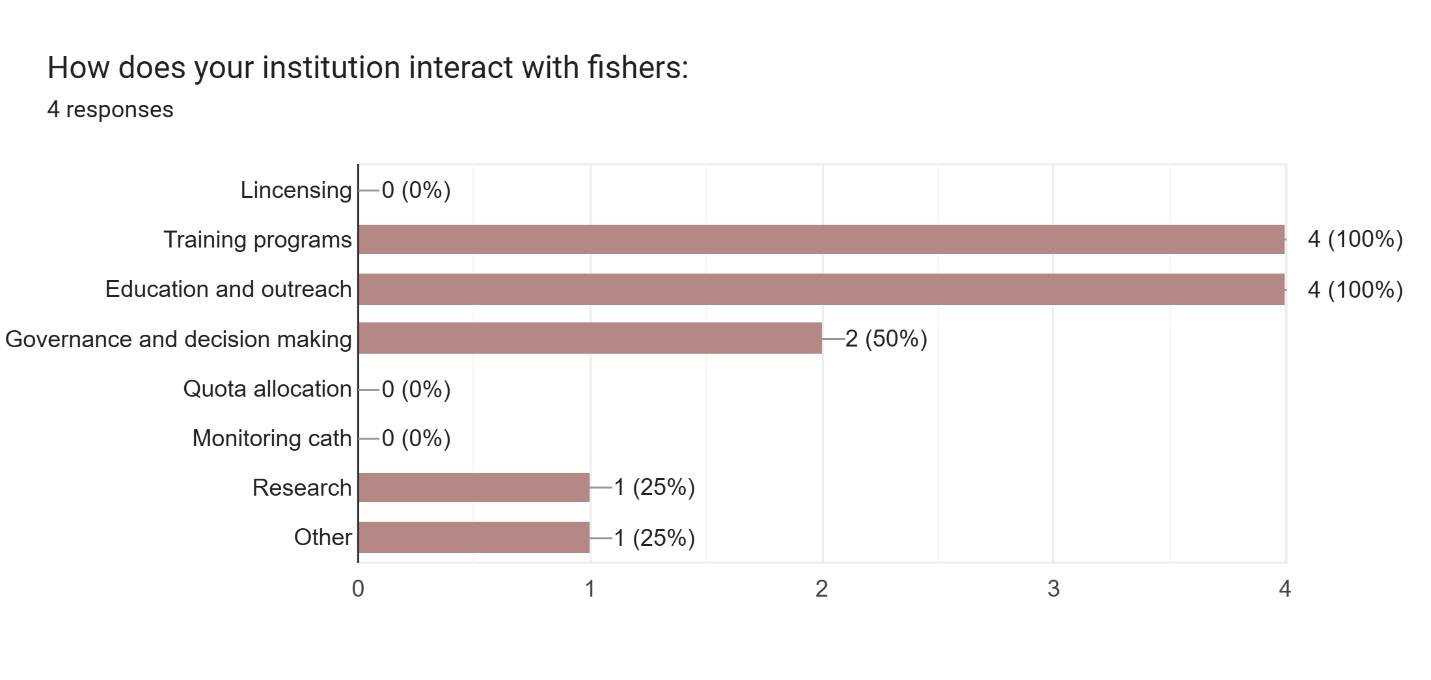 How does your institution interact with fishers:
4 responses
Lincensing 0 (0%)
Training programs 4 (100%)
Education and outreach 4 (100%)
Governance and decision making 2 (50%)
Quota allocation 0 (0%)
Monitoring cath 0 (0%)
Research 1 (25%)
Other 1 (25%)
0 1 2 3 4